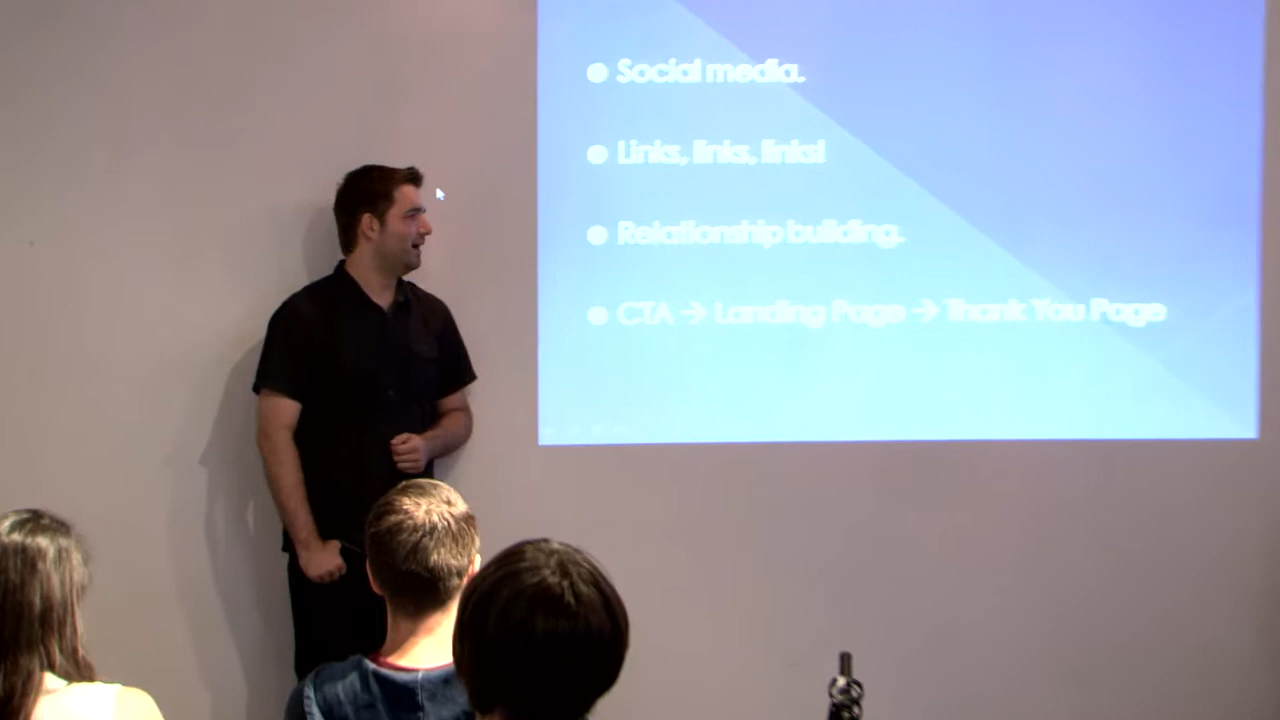 ● Social media.
● Links, links, links!
● Relationship building.
● CTA → Landing Page → Thank You Page